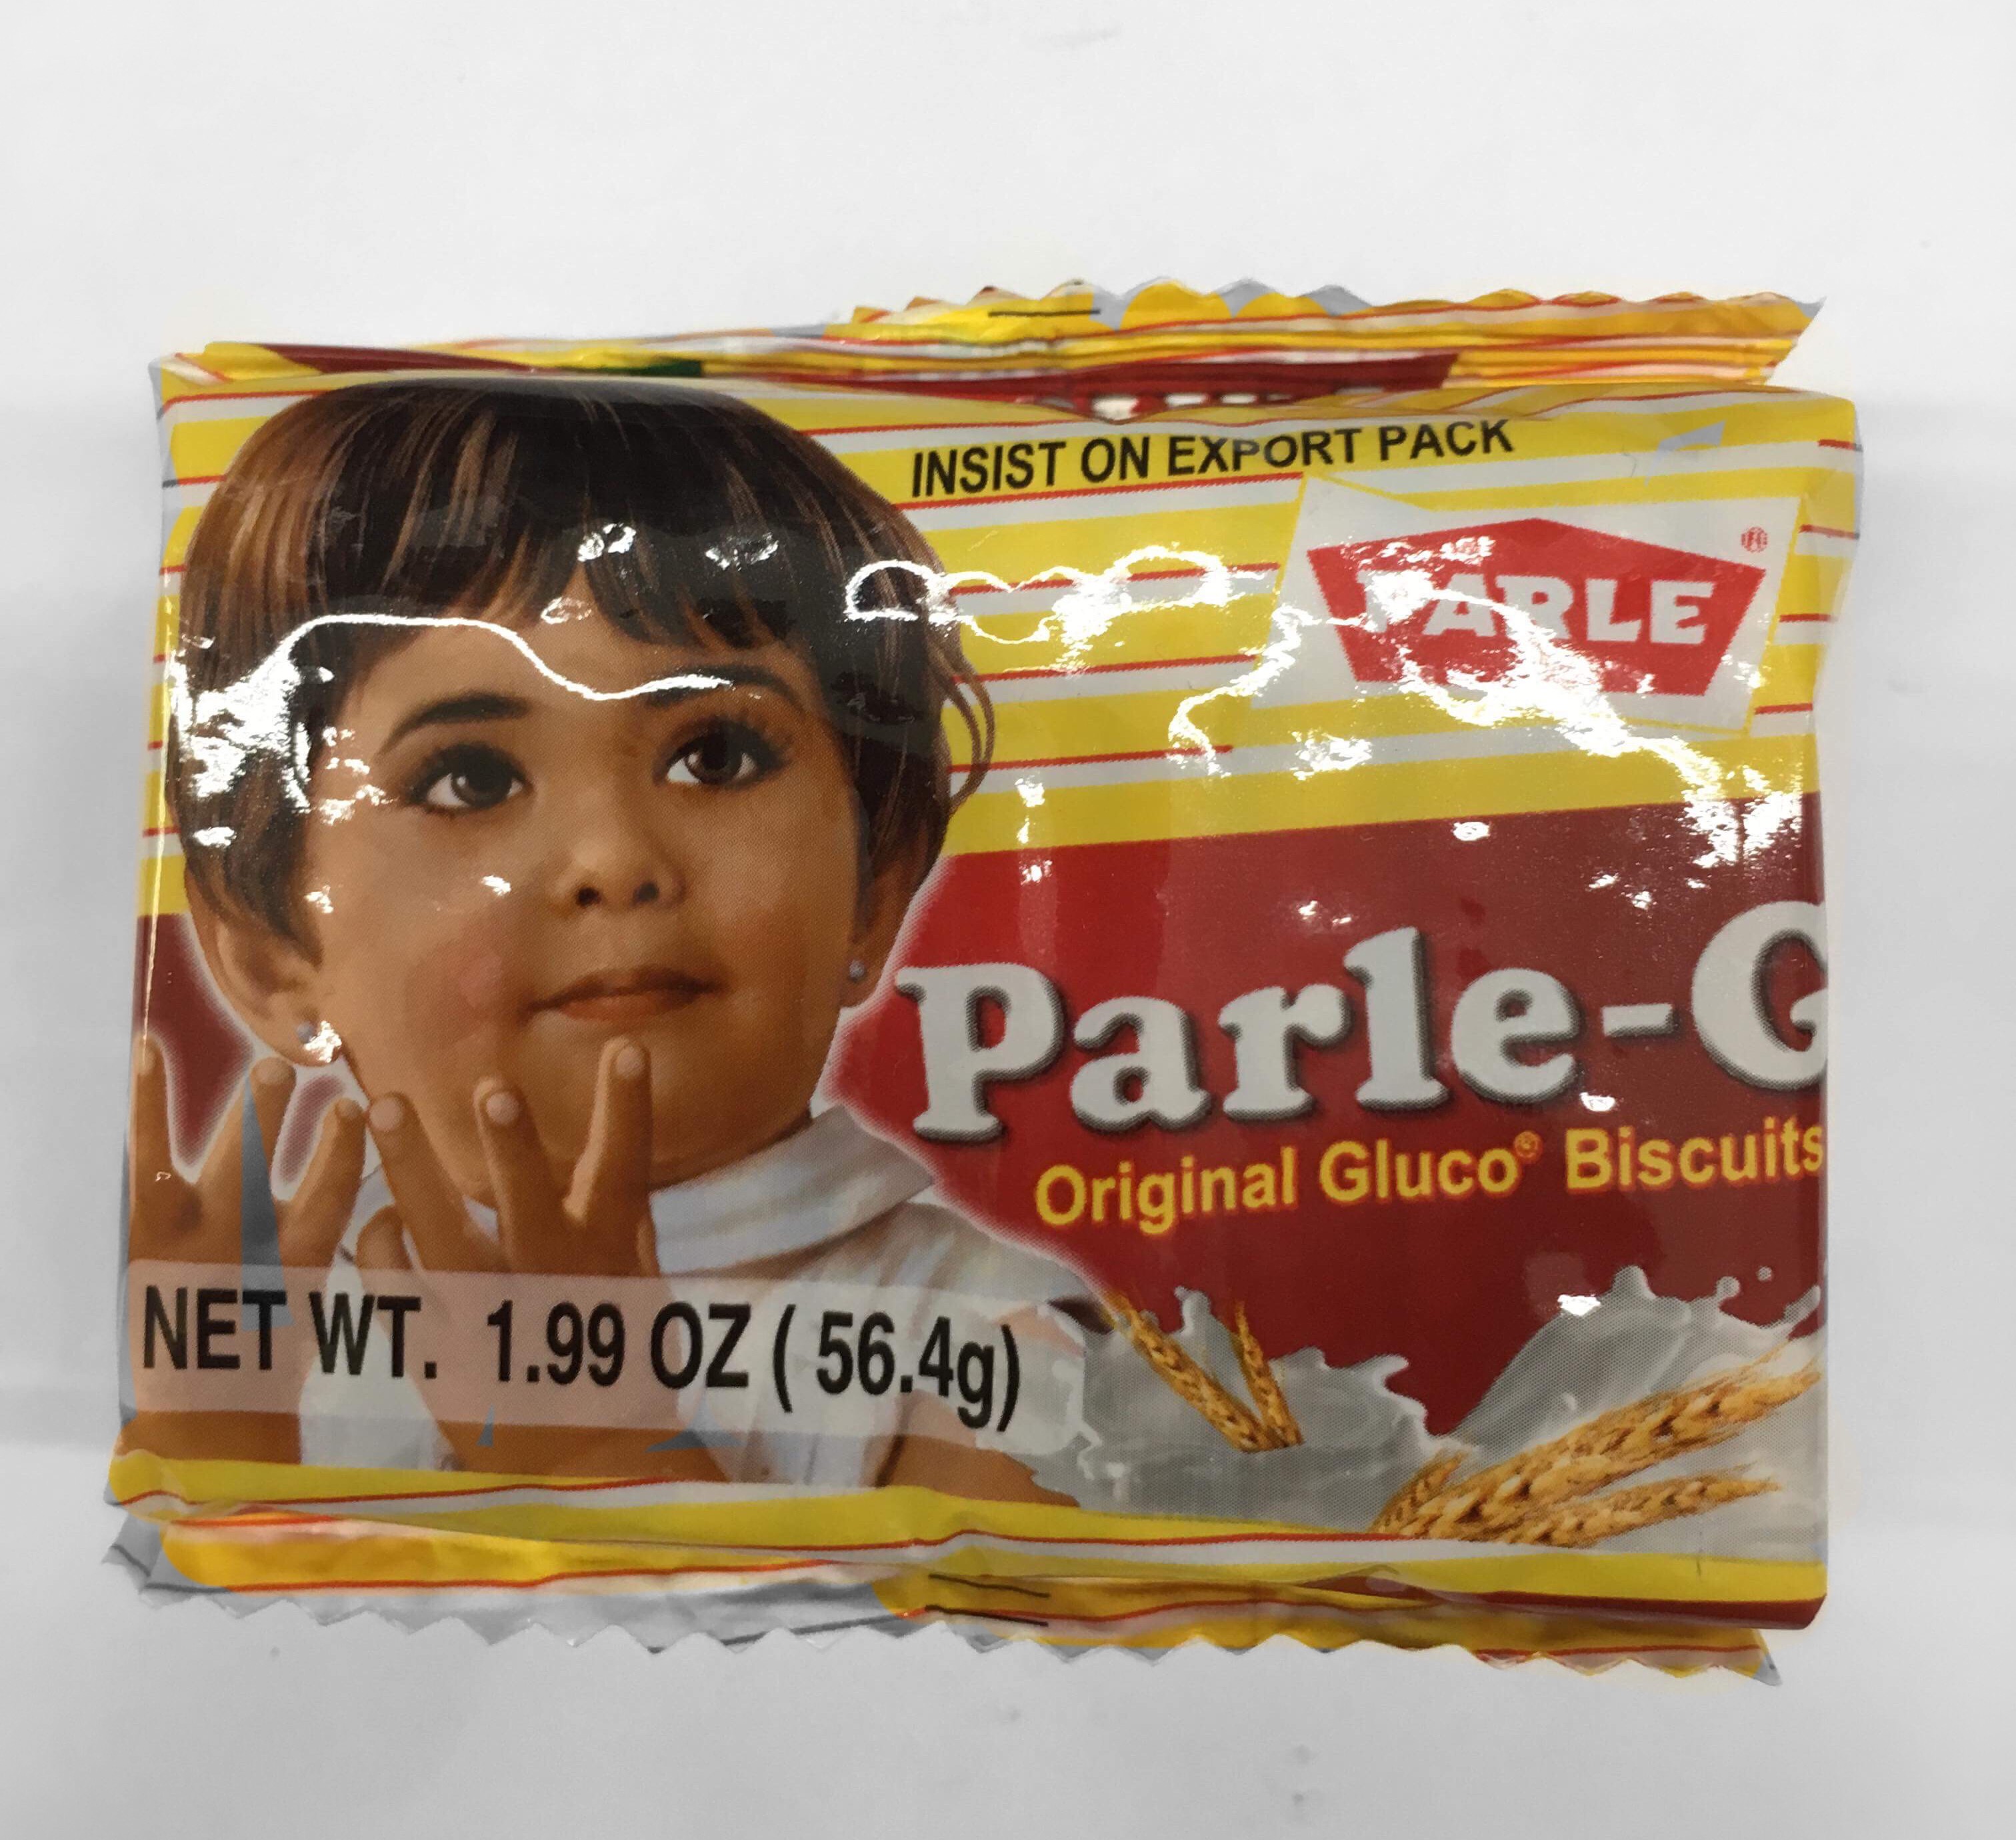 INSIST ON EXPORT PACK
PARLE
®
Parle-G
Original Gluco® Biscuits
NET WT. 1.99 OZ ( 56.4g)